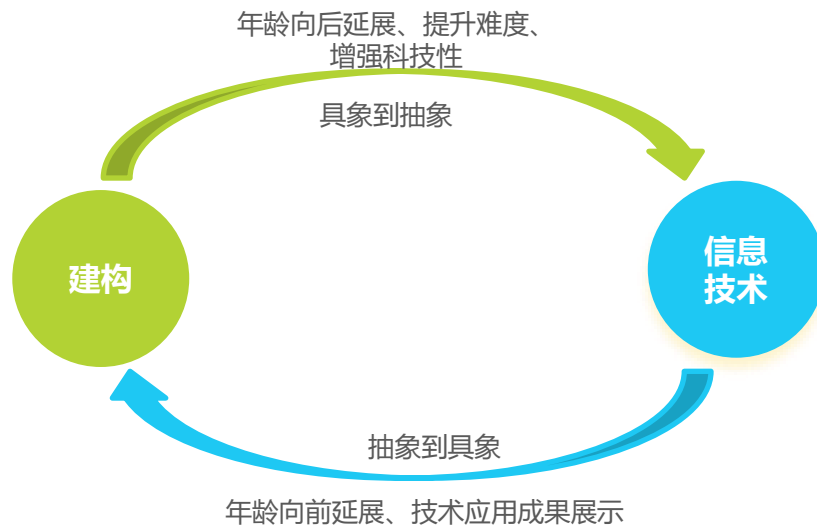 年龄向后延展、提升难度、
增强科技性
具象到抽象
建构
信息
技术
抽象到具象
年龄向前延展、技术应用成果展示